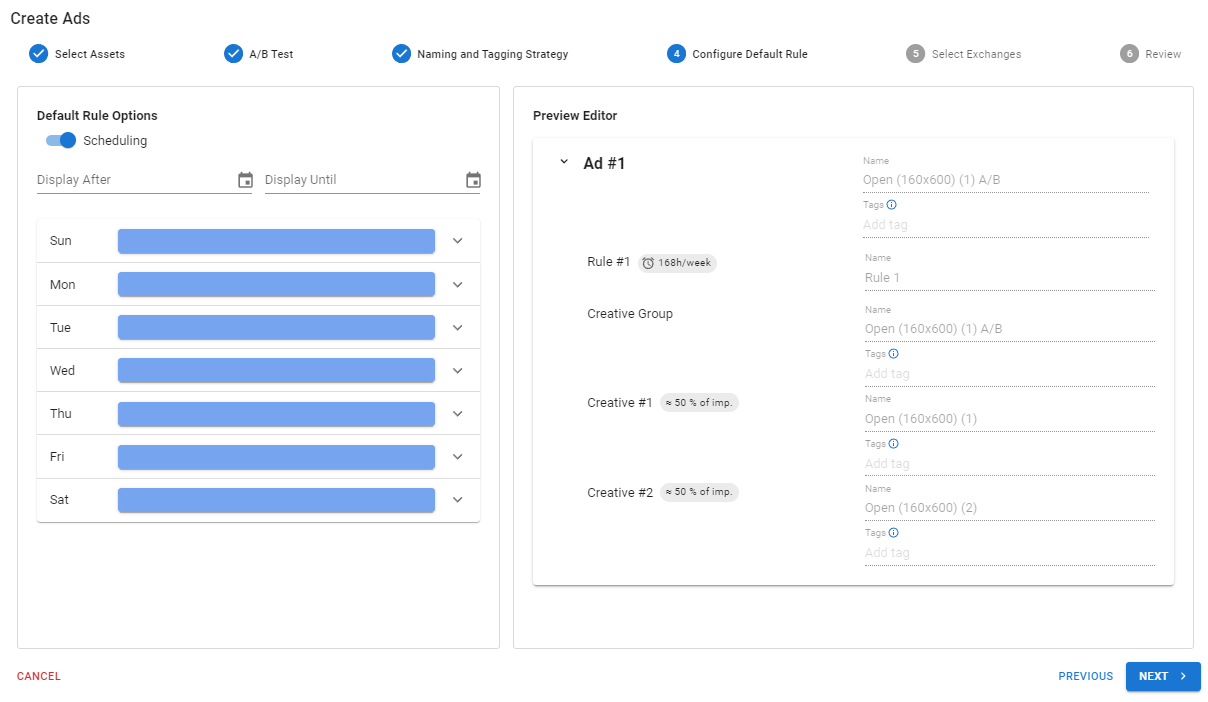 Create Ads
Select Assets
A/B Test
Naming and Tagging Strategy
4 Configure Default Rule
5 Select Exchanges
6 Review
Default Rule Options
Scheduling
Display After
Display Until
Sun
Mon
Tue
Wed
Thu
Fri
Sat
Preview Editor
Ad #1
Name
Open (160x600) (1) A/B
Tags
Add tag
Rule #1 168h/week
Name
Rule 1
Creative Group
Name
Open (160x600) (1) A/B
Tags
Add tag
Creative #1 ≈ 50 % of imp.
Name
Open (160x600) (1)
Tags
Add tag
Creative #2 ≈ 50 % of imp.
Name
Open (160x600) (2)
Tags
Add tag
CANCEL
PREVIOUS
NEXT